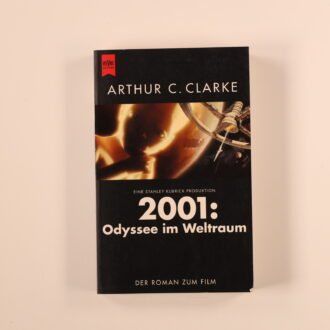 ARTHUR C. CLARKE
EINE STANLEY KUBRICK PRODUKTION
2001:
Odyssee im Weltraum
DER ROMAN ZUM FILM